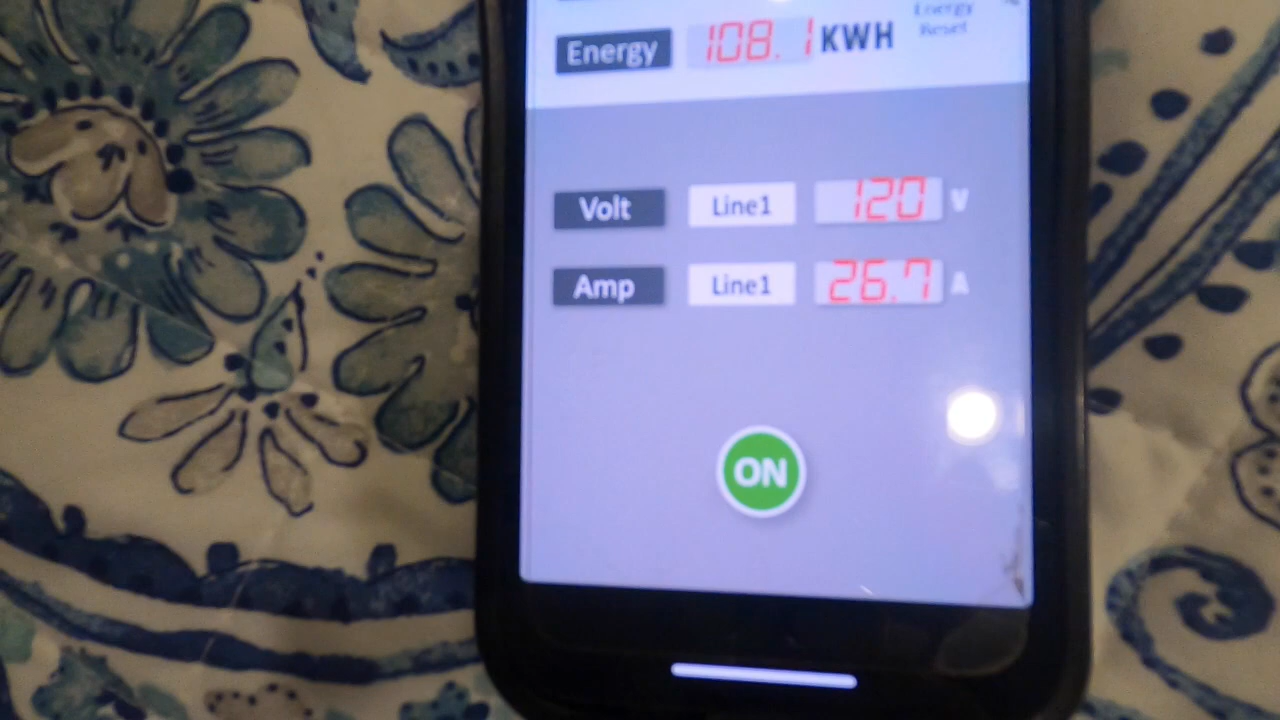 Energy 108.1 KWH Energy Reset
Volt Line1 120 V
Amp Line1 26.7 A
ON